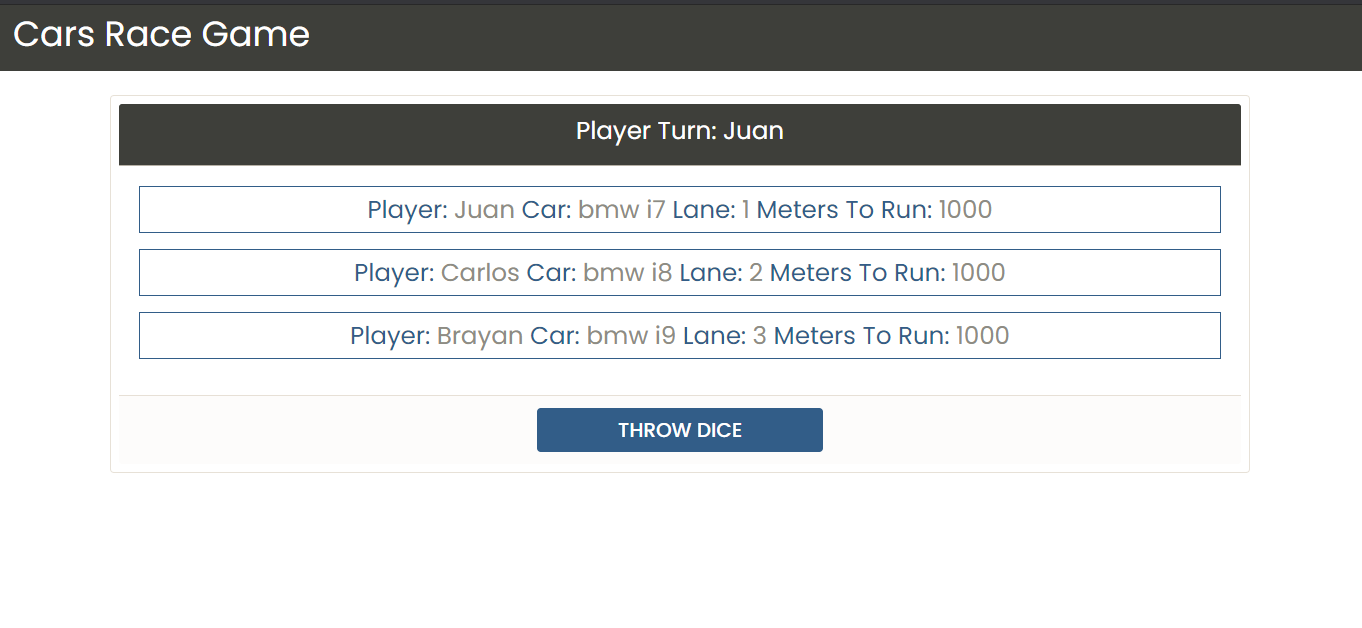 Cars Race Game
Player Turn: Juan
Player: Juan Car: bmw i7 Lane: 1 Meters To Run: 1000
Player: Carlos Car: bmw i8 Lane: 2 Meters To Run: 1000
Player: Brayan Car: bmw i9 Lane: 3 Meters To Run: 1000
THROW DICE